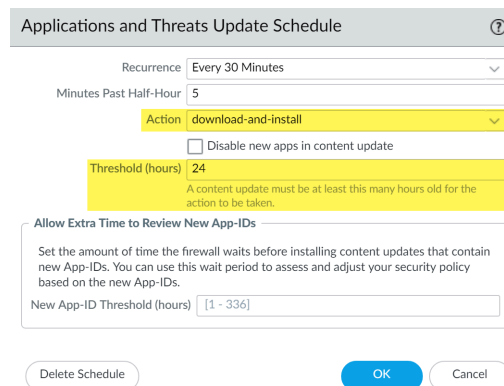 Applications and Threats Update Schedule
Recurrence Every 30 Minutes
Minutes Past Half-Hour 5
Action download-and-install
Disable new apps in content update
Threshold (hours) 24
A content update must be at least this many hours old for the
action to be taken.
Allow Extra Time to Review New App-IDs
Set the amount of time the firewall waits before installing content updates that contain
new App-IDs. You can use this wait period to assess and adjust your security policy
based on the new App-IDs.
New App-ID Threshold (hours) [1 - 336]
Delete Schedule OK Cancel